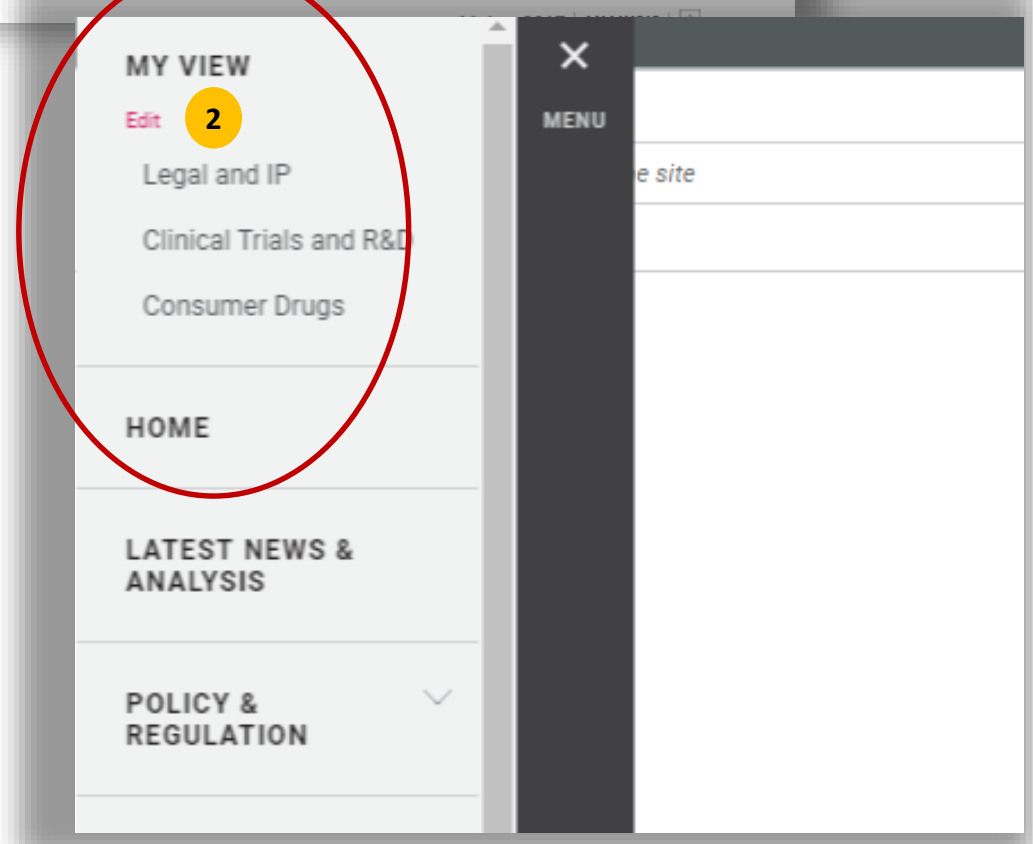 MY VIEW
Edit
2
Legal and IP
Clinical Trials and R&D
Consumer Drugs
HOME
LATEST NEWS &
ANALYSIS
POLICY &
REGULATION
MENU
site